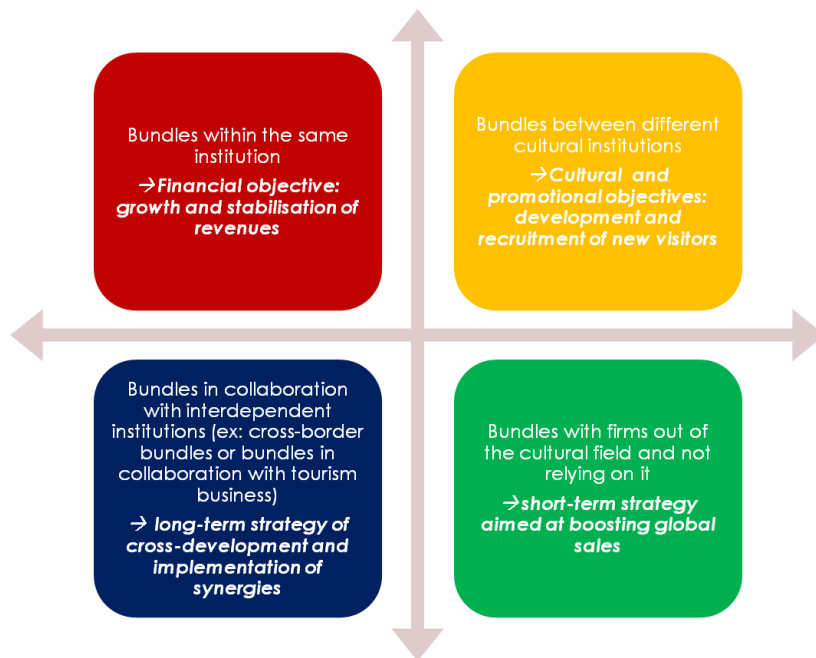 Bundles within the same
institution
→Financial objective:
growth and stabilisation of
revenues
Bundles between different
cultural institutions
→Cultural and
promotional objectives:
development and
recruitment of new visitors
Bundles in collaboration
with interdependent
institutions (ex: cross-border
bundles or bundles in
collaboration with tourism
business)
→ long-term strategy of
cross-development and
implementation of
synergies
Bundles with firms out of
the cultural field and not
relying on it
→short-term strategy
aimed at boosting global
sales